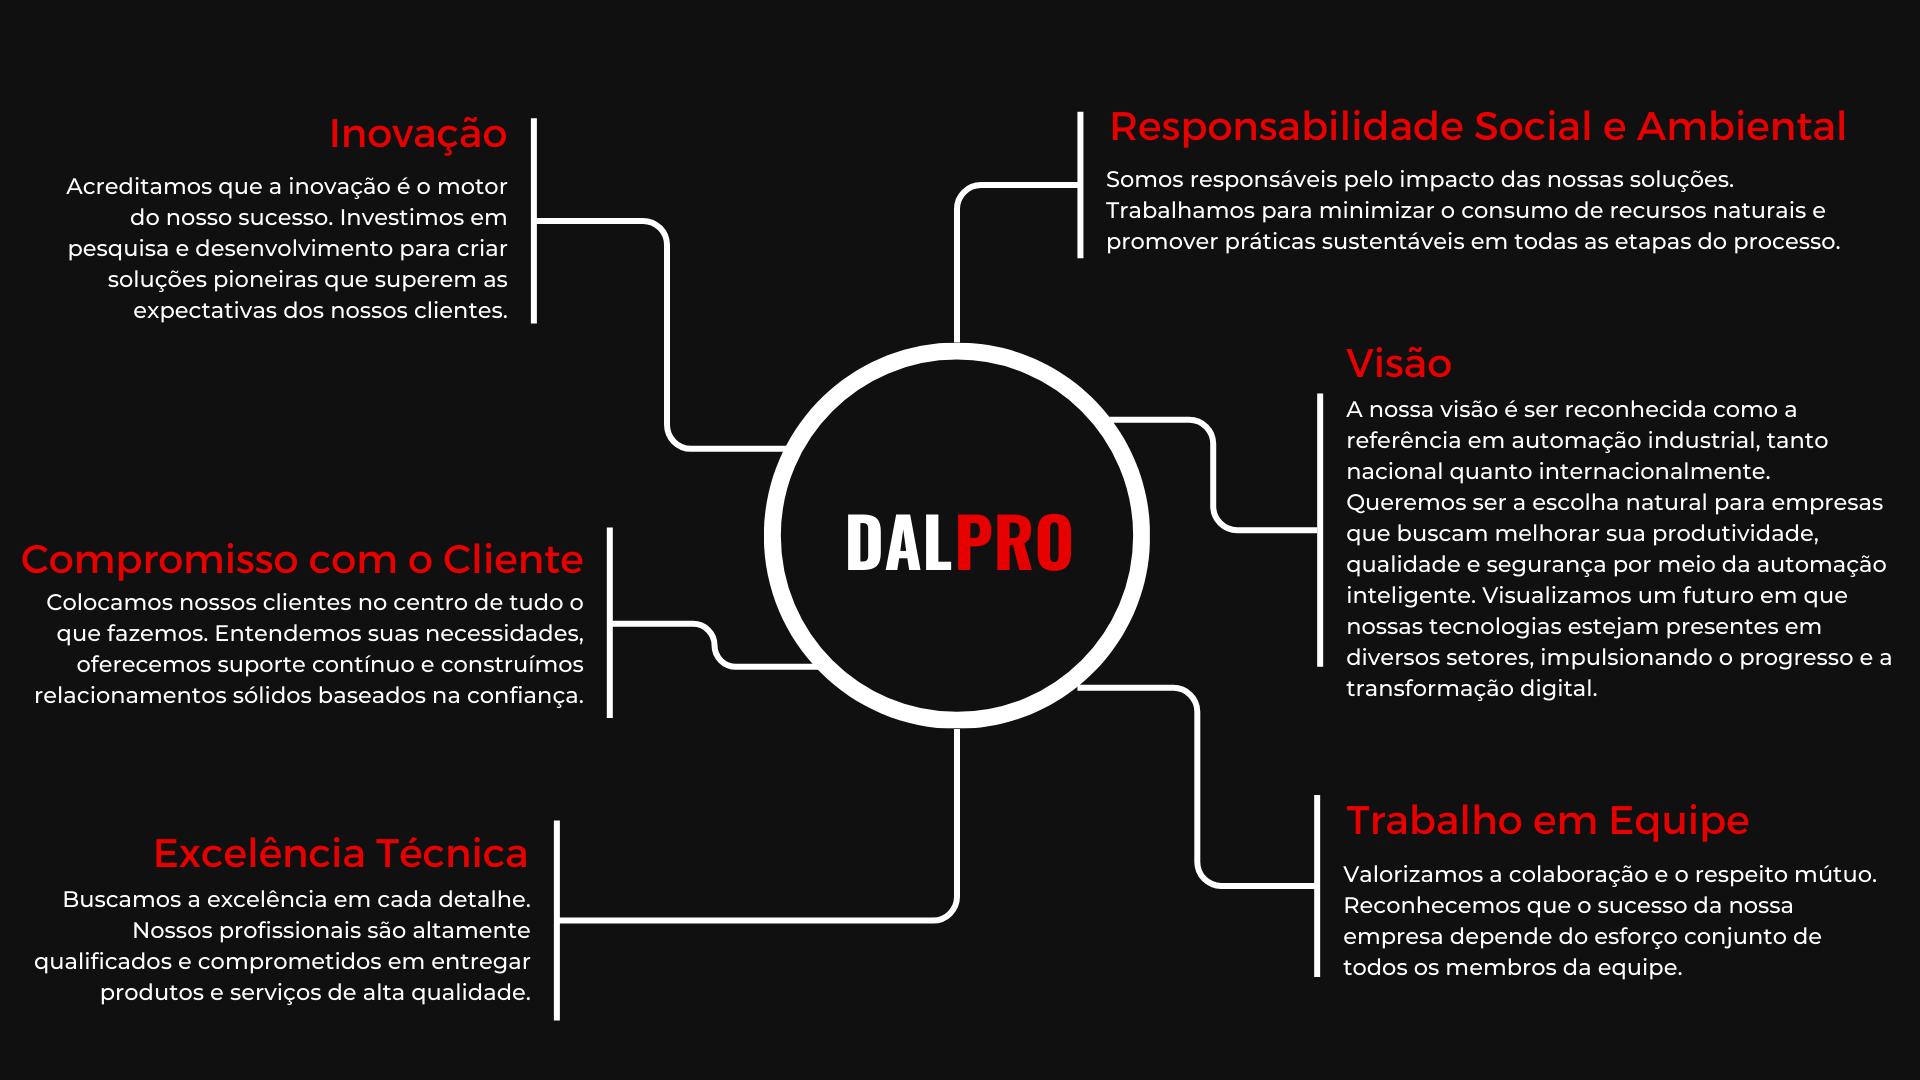 Inovação
Acreditamos que a inovação é o motor
do nosso sucesso. Investimos em
pesquisa e desenvolvimento para criar
soluções pioneiras que superem as
expectativas dos nossos clientes.
Compromisso com o Cliente
Colocamos nossos clientes no centro de tudo o
que fazemos. Entendemos suas necessidades,
oferecemos suporte contínuo e construímos
relacionamentos sólidos baseados na confiança.
Excelência Técnica
Buscamos a excelência em cada detalhe.
Nossos profissionais são altamente
qualificados e comprometidos em entregar
produtos e serviços de alta qualidade.
DALPRO
Responsabilidade Social e Ambiental
Somos responsáveis pelo impacto das nossas soluções.
Trabalhamos para minimizar o consumo de recursos naturais e
promover práticas sustentáveis em todas as etapas do processo.
Visão
A nossa visão é ser reconhecida como a
referência em automação industrial, tanto
nacional quanto internacionalmente.
Queremos ser a escolha natural para empresas
que buscam melhorar sua produtividade,
qualidade e segurança por meio da automação
inteligente. Visualizamos um futuro em que
nossas tecnologias estejam presentes em
diversos setores, impulsionando o progresso e a
transformação digital.
Trabalho em Equipe
Valorizamos a colaboração e o respeito mútuo.
Reconhecemos que o sucesso da nossa
empresa depende do esforço conjunto de
todos os membros da equipe.